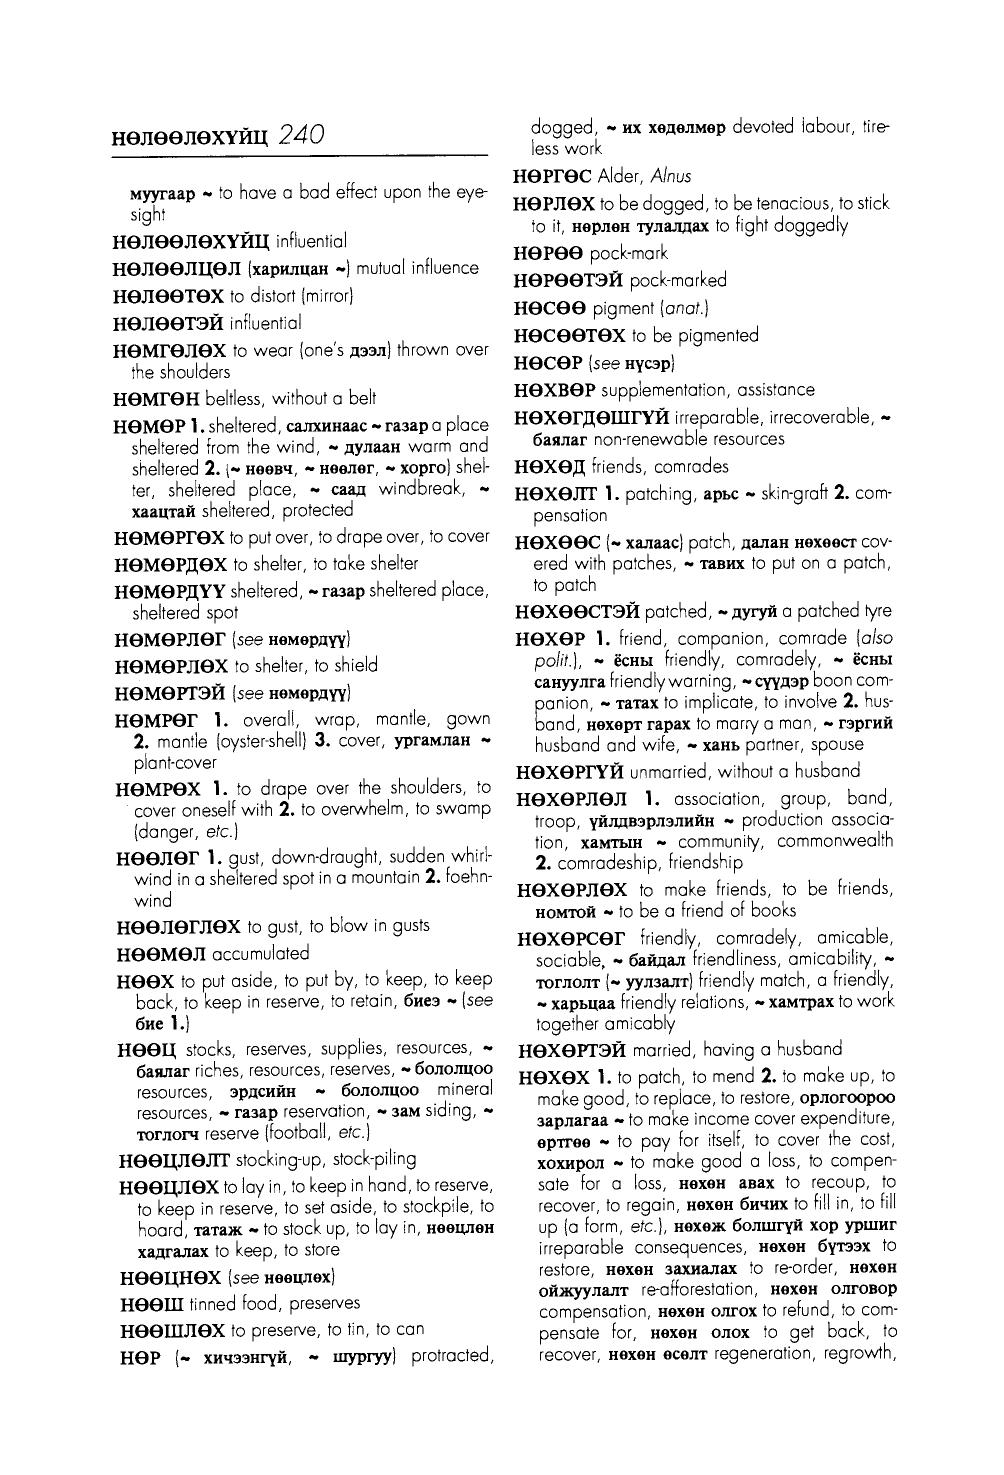 НӨЛӨӨЛӨХҮЙЦ 240
муугаар ~ to have a bad effect upon the eye-
sight
НӨЛӨӨЛӨХҮЙЦ influential
НӨЛӨӨЛЦӨЛ (харилцан ~) mutual influence
НӨЛӨӨТӨХ to distort (mirror)
НӨЛӨӨТЭЙ influential
НӨМГӨЛӨХ to wear (one's дээл) thrown over
the shoulders
НӨМГӨН beltless, without a belt
НӨМӨР 1. sheltered, салхинаас ~ газар a place
sheltered from the wind, ~ дулаан warm and
sheltered 2. (~ нөөвч, ~ нөөлөг, ~ хорго) shel-
ter, sheltered place, ~ саад windbreak, ~
хаацтай sheltered, protected
НӨМӨРГӨХ to put over, to drape over, to cover
НӨМӨРДӨХ to shelter, to take shelter
НӨМӨРДҮҮ sheltered, ~ газар sheltered place,
sheltered spot
НӨМӨРЛӨГ (see нөмөрдүү)
НӨМӨРЛӨХ to shelter, to shield
НӨМӨРТЭЙ (see нөмөрдүү)
НӨМРӨГ 1. overall, wrap, mantle, gown
2. mantle (oyster-shell) 3. cover, ургамлан ~
plant-cover
НӨМРӨХ 1. to drape over the shoulders, to
cover oneself with 2. to overwhelm, to swamp
(danger, etc.)
НӨӨЛӨГ 1. gust, down-draught, sudden whirl-
wind in a sheltered spot in a mountain 2. foehn-
wind
НӨӨЛӨГЛӨХ to gust, to blow in gusts
НӨӨМӨЛ accumulated
НӨӨХ to put aside, to put by, to keep, to keep
back, to keep in reserve, to retain, биеэ ~ (see
бие 1.)
НӨӨЦ stocks, reserves, supplies, resources, ~
баялаг riches, resources, reserves, ~ бололцоо
resources, эрдсийн ~ бололцоо mineral
resources, ~ газар reservation, ~ зам siding, ~
тоглогч reserve (football, etc.)
НӨӨЦЛӨЛТ stocking-up, stock-piling
НӨӨЦЛӨХ to lay in, to keep in hand, to reserve,
to keep in reserve, to set aside, to stockpile, to
hoard, татаж ~ to stock up, to lay in, нөөцлөн
хадгалах to keep, to store
НӨӨЦНӨХ (see нөөцлөх)
НӨӨШ tinned food, preserves
НӨӨШЛӨХ to preserve, to tin, to can
НӨР (~ хичээнгүй, ~ шургуу) protracted,
dogged, ~ их хөдөлмөр devoted labour, tire-
less work
НӨРГӨС Alder, Alnus
НӨРЛӨХ to be dogged, to be tenacious, to stick
to it, нөрлөн тулалдах to fight doggedly
НӨРӨӨ pock-mark
НӨРӨӨТЭЙ pock-marked
НӨСӨӨ pigment (anat.)
НӨСӨӨТӨХ to be pigmented
НӨСӨР (see нүсэр)
НӨХВӨР supplementation, assistance
НӨХӨГДӨШГҮЙ irreparable, irrecoverable, ~
баялаг non-renewable resources
НӨХӨД friends, comrades
НӨХӨЛТ 1. patching, арьс ~ skin-graft 2. com-
pensation
НӨХӨӨС (~ халаас) patch, далан нөхөөст cov-
ered with patches, ~ тавих to put on a patch,
to patch
НӨХӨӨСТЭЙ patched, ~ дугуй a patched tyre
НӨХӨР 1. friend, companion, comrade (also
polit.), ~ ёсны friendly, comradely, ~ ёсны
сануулга friendly warning, ~ сүүдэр boon com-
panion, ~ татах to implicate, to involve 2. hus-
band, нөхөрт гарах to marry a man, ~ гэргий
husband and wife, ~ хань partner, spouse
НӨХӨРГҮЙ unmarried, without a husband
НӨХӨРЛӨЛ 1. association, group, band,
troop, үйлдвэрлэлийн ~ production associa-
tion, хамтын ~ community, commonwealth
2. comradeship, friendship
НӨХӨРЛӨХ to make friends, to be friends,
номтой ~ to be a friend of books
НӨХӨРСӨГ friendly, comradely, amicable,
sociable, ~ байдал friendliness, amicability, ~
тоглолт (~ уулзалт) friendly match, a friendly,
~ харьцаа friendly relations, ~ хамтрах to work
together amicably
НӨХӨРТЭЙ married, having a husband
НӨХӨХ 1. to patch, to mend 2. to make up, to
make good, to replace, to restore, орлогоороо
зарлагаа ~ to make income cover expenditure,
өртгөө ~ to pay for itself, to cover the cost,
хохирол ~ to make good a loss, to compen-
sate for a loss, нөхөн авах to recoup, to
recover, to regain, нөхөн бичих to fill in, to fill
up (a form, etc.), нөхөж болшгүй хор уршиг
irreparable consequences, нөхөн бүтээх to
restore, нөхөн захиалах to re-order, нөхөн
ойжуулалт re-afforestation, нөхөн олговор
compensation, нөхөн олгох to refund, to com-
pensate for, нөхөн олох to get back, to
recover, нөхөн өсөлт regeneration, regrowth,